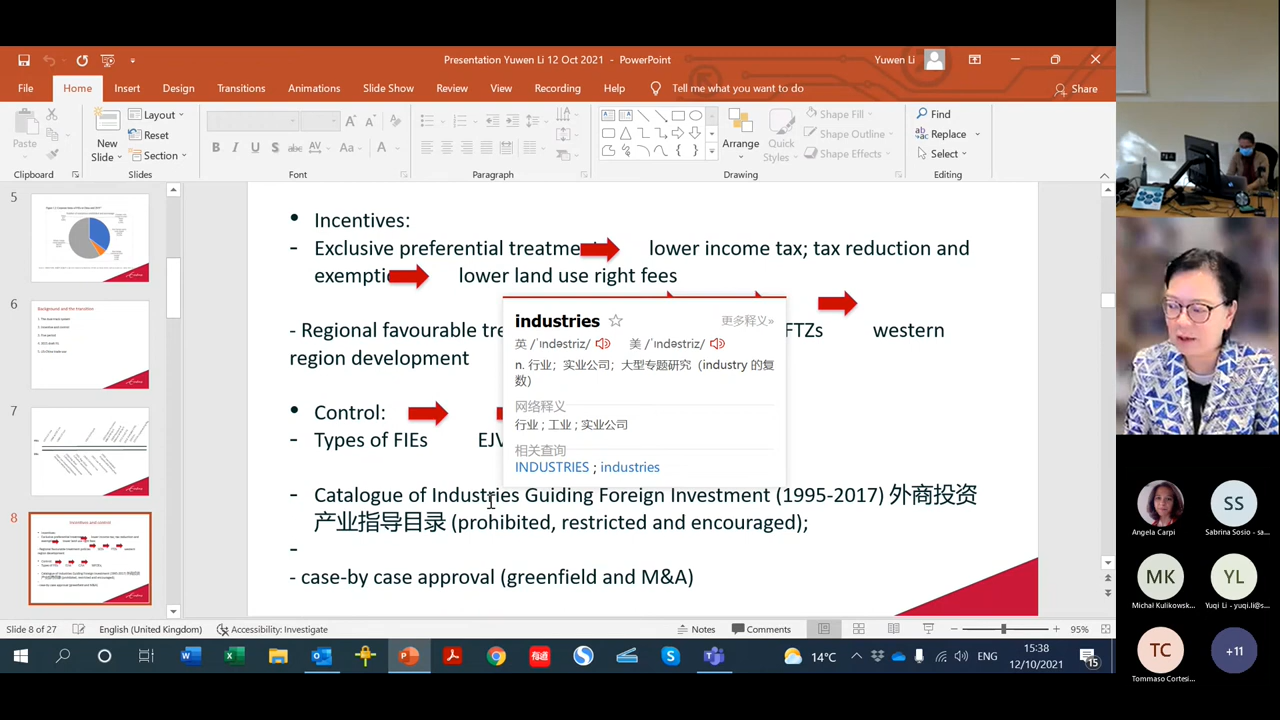 Presentation Yuwen Li 12 Oct 2021 - PowerPoint
Yuwen Li
File
Home
Insert
Design
Transitions
Animations
Slide Show
Review
View
Recording
Help
Tell me what you want to do
Share
Paste
New Slide
Layout
Reset
Section
Arrange
Quick Styles
Shape Fill
Shape Outline
Shape Effects
Find
Replace
Select
Clipboard
Slides
Font
Paragraph
Drawing
Editing
5
6
7
8
Background and the transition
Incentives and control
• Incentives:
- Exclusive preferential treatment lower income tax; tax reduction and
exemptio lower land use right fees
- Regional favourable tre FTZs western
region development
• Control:
- Types of FIEs EJV
- Catalogue of Industries Guiding Foreign Investment (1995-2017) 外商投资
产业指导目录 (prohibited, restricted and encouraged);
-
- case-by case approval (greenfield and M&A)
industries
更多释义»
英 /ˈɪndəstriz/ 美 /ˈɪndəstriz/
n. 行业；实业公司；大型专题研究（industry 的复
数）
网络释义
行业 ; 工业 ; 实业公司
相关查询
INDUSTRIES ; industries
Slide 8 of 27
English (United Kingdom)
Accessibility: Investigate
Notes
Comments
95%
有道
14°C
ENG
15:38
12/10/2021
15
Angela Carpi
SS
Sabrina Sosio - sa...
MK
Michał Kulikowsk...
YL
Yuqi Li - yuqi.li@s...
TC
Tommaso Cortesi...
+11